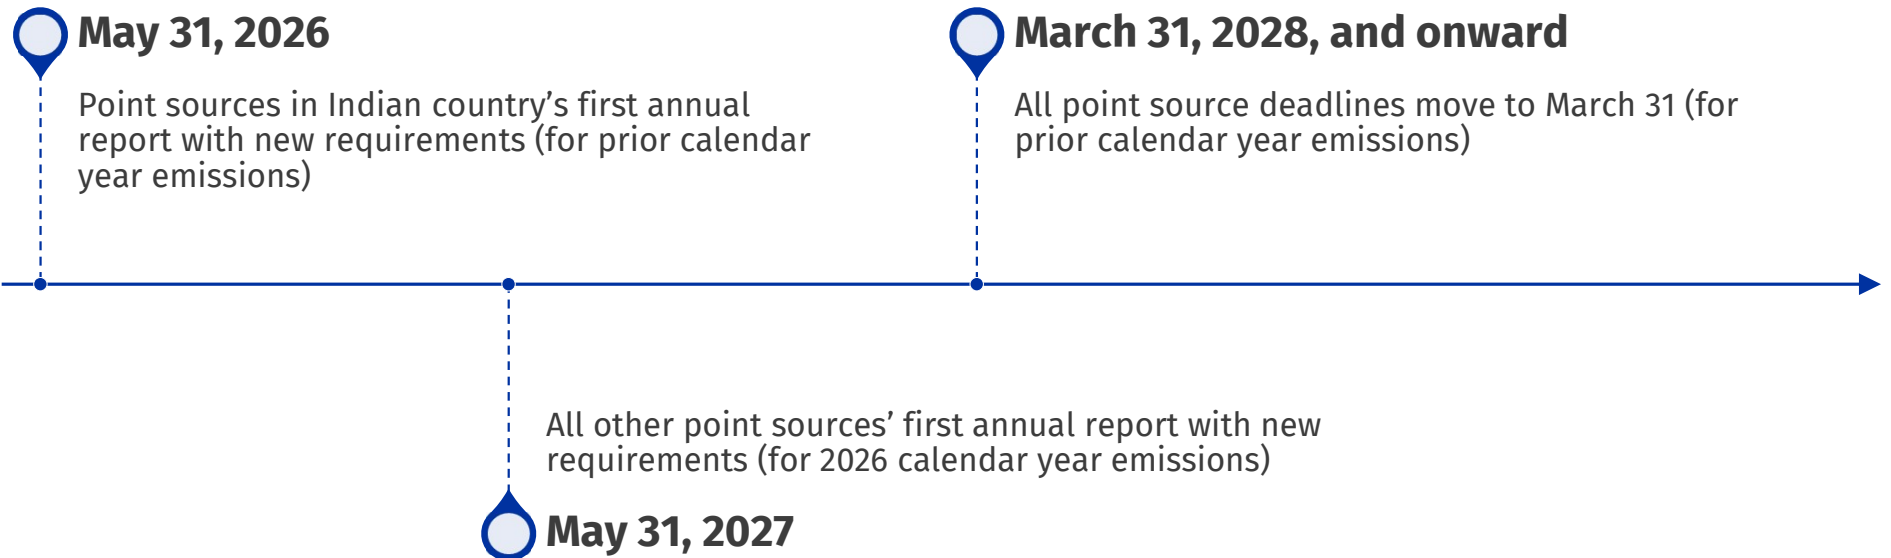 May 31, 2026
Point sources in Indian country’s first annual
report with new requirements (for prior calendar
year emissions)
March 31, 2028, and onward
All point source deadlines move to March 31 (for
prior calendar year emissions)
All other point sources’ first annual report with new
requirements (for 2026 calendar year emissions)
May 31, 2027